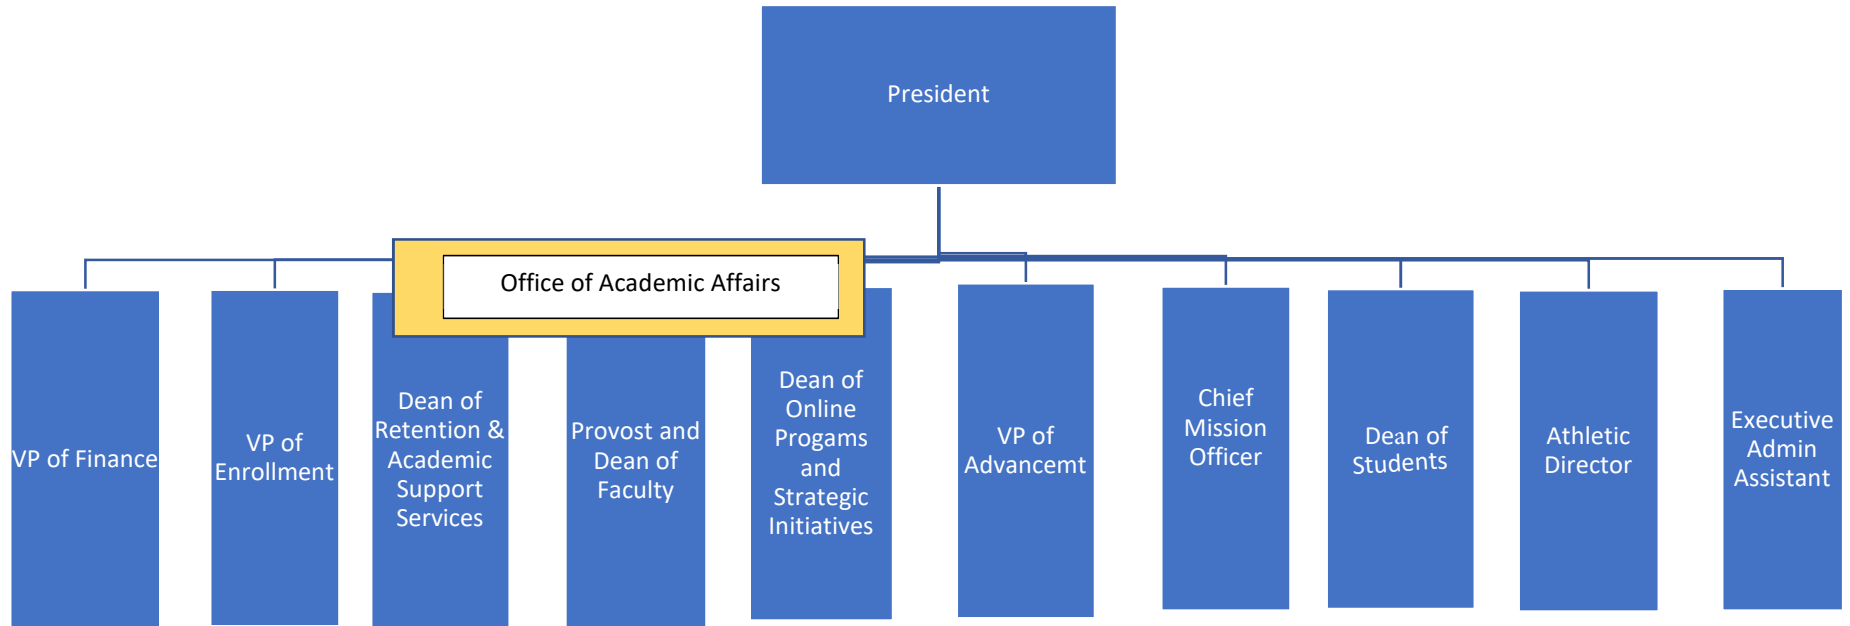 President
Office of Academic Affairs
VP of Finance
VP of
Enrollment
Dean of
Retention &
Academic
Support
Services
Provost and
Dean of
Faculty
Dean of
Online
Progams
and
Strategic
Initiatives
VP of
Advancemt
Chief
Mission
Officer
Dean of
Students
Athletic
Director
Executive
Admin
Assistant